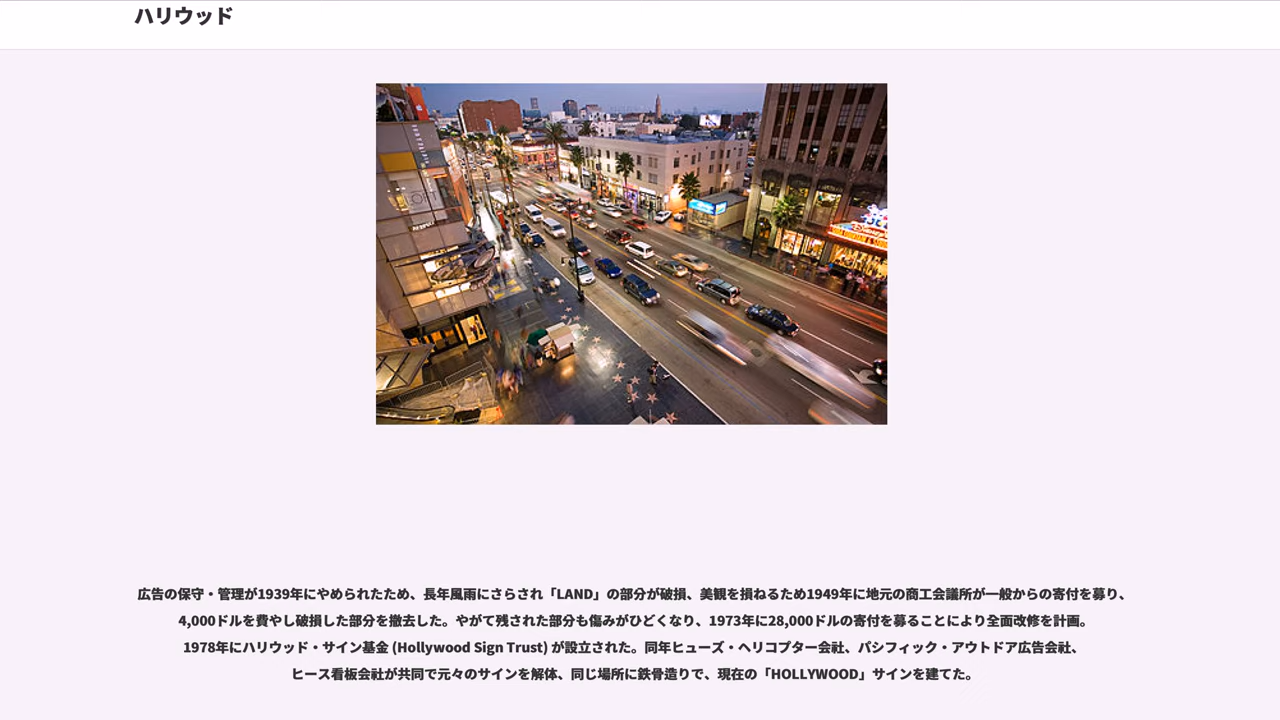 ハリウッド
広告の保守・管理が1939年にやめられたため、長年風雨にさらされ「LAND」の部分が破損、美観を損ねるため1949年に地元の商工会議所が一般からの寄付を募り、
4,000ドルを費やし破損した部分を撤去した。やがて残された部分も傷みがひどくなり、1973年に28,000ドルの寄付を募ることにより全面改修を計画。
1978年にハリウッド・サイン基金 (Hollywood Sign Trust) が設立された。同年ヒューズ・ヘリコプター会社、パシフィック・アウトドア広告会社、
ヒース看板会社が共同で元々のサインを解体、同じ場所に鉄骨造りで、現在の「HOLLYWOOD」サインを建てた。